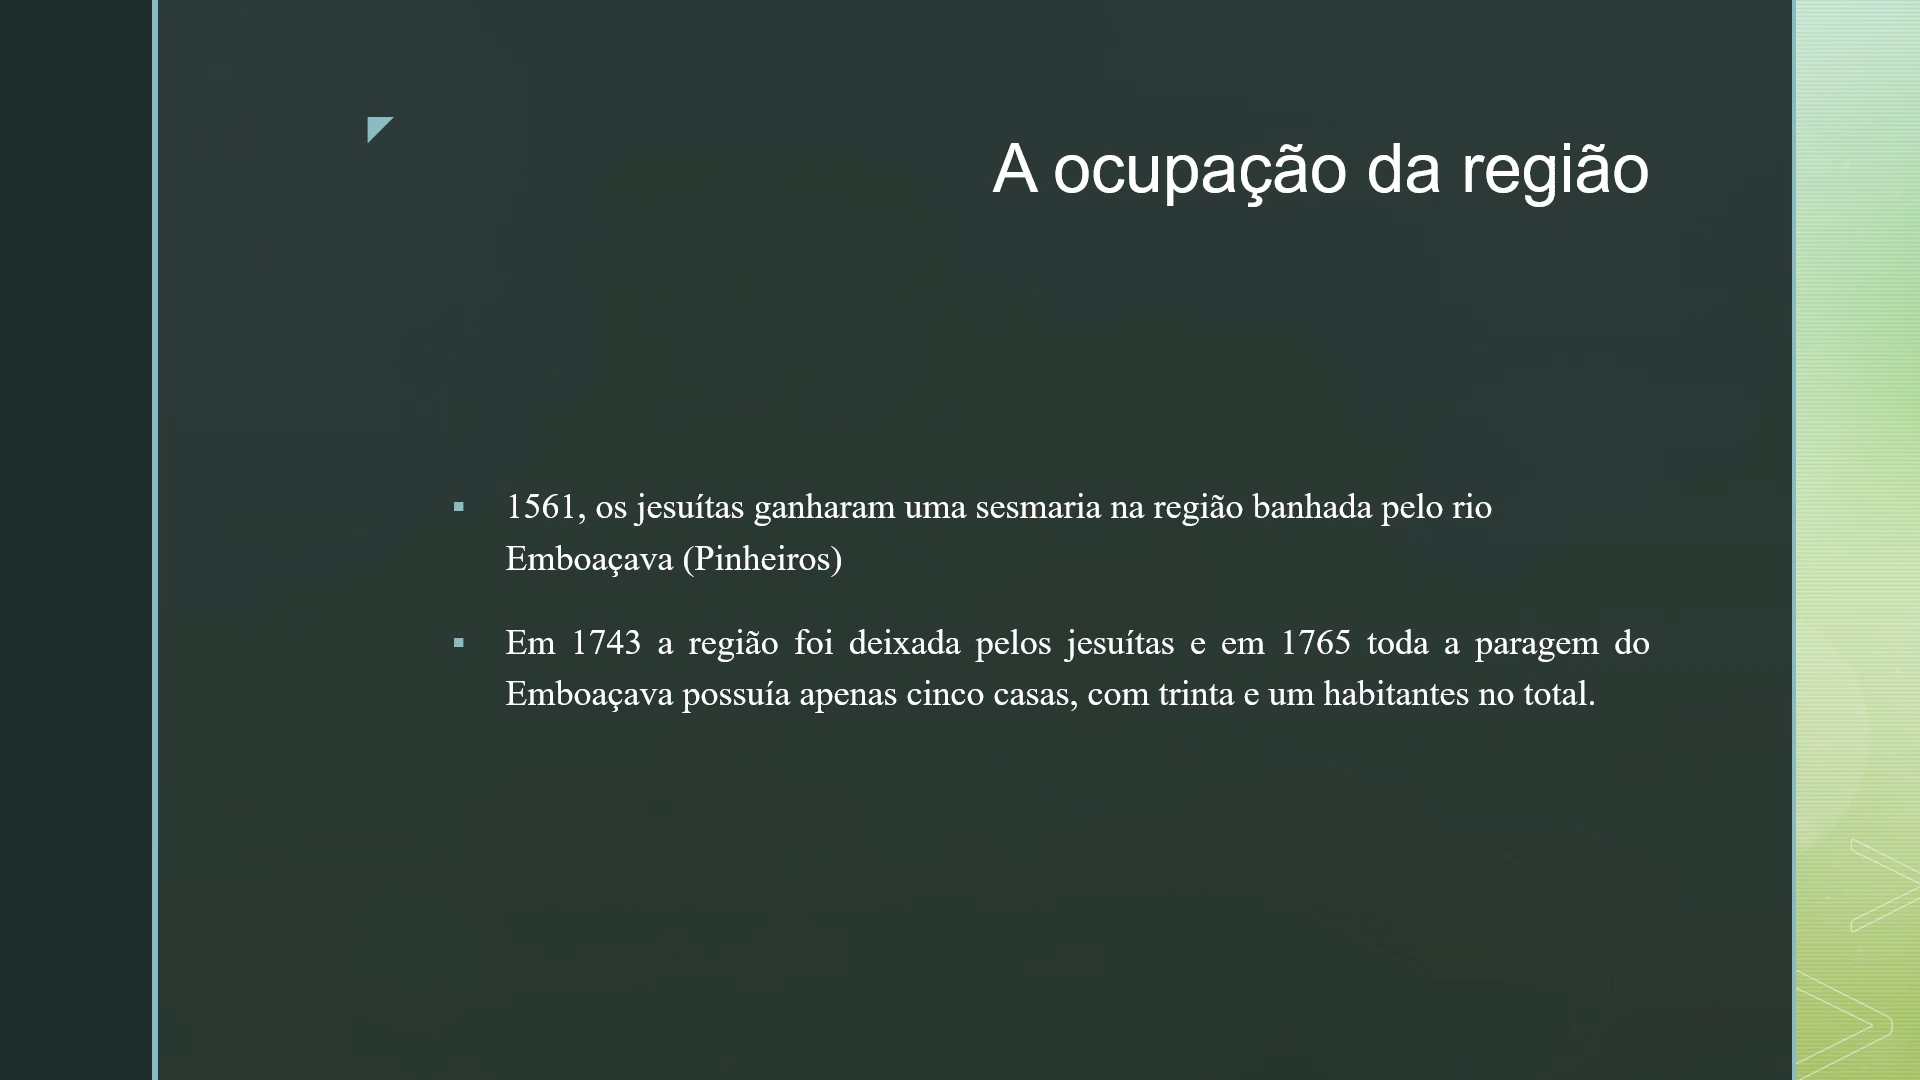 A ocupação da região
1561, os jesuítas ganharam uma sesmaria na região banhada pelo rio
Emboaçava (Pinheiros)
Em 1743 a região foi deixada pelos jesuítas e em 1765 toda a paragem do
Emboaçava possuía apenas cinco casas, com trinta e um habitantes no total.